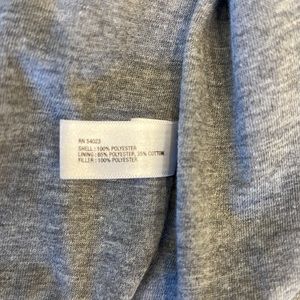 RN 54023
SHELL : 100% POLYESTER
LINING : 65% POLYESTER, 35% COTTON
FILLER : 100% POLYESTER